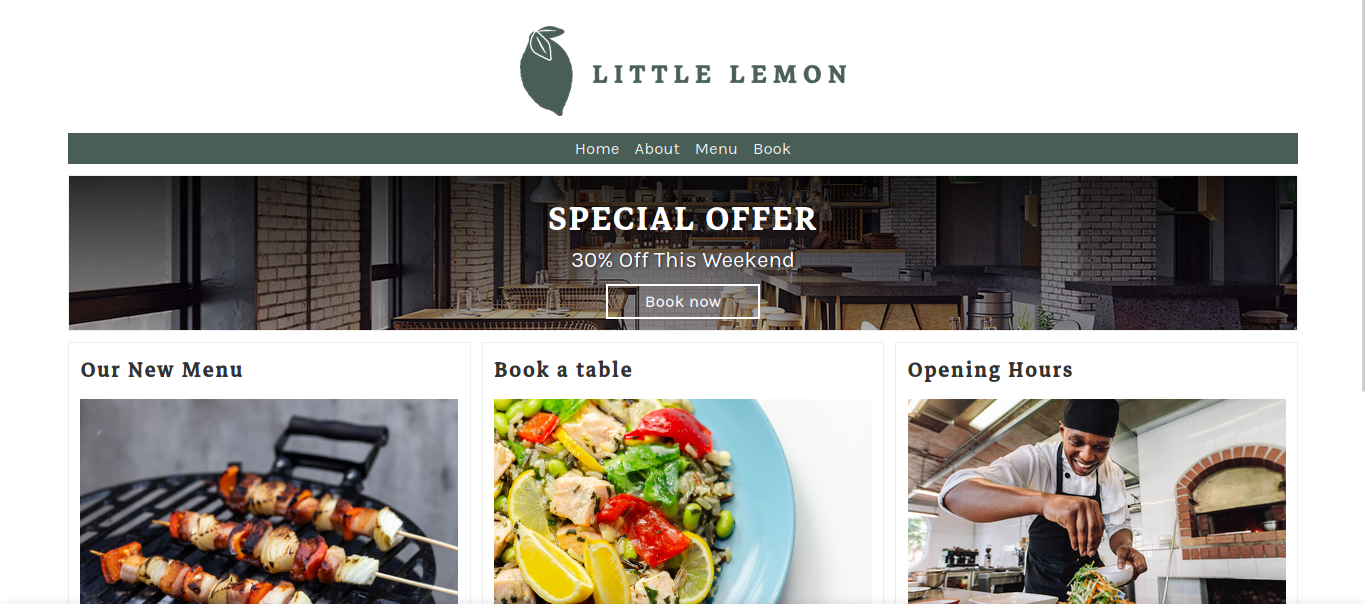 LITTLE LEMON
Home About Menu Book
SPECIAL OFFER
30% Off This Weekend
Book now
Our New Menu
Book a table
Opening Hours